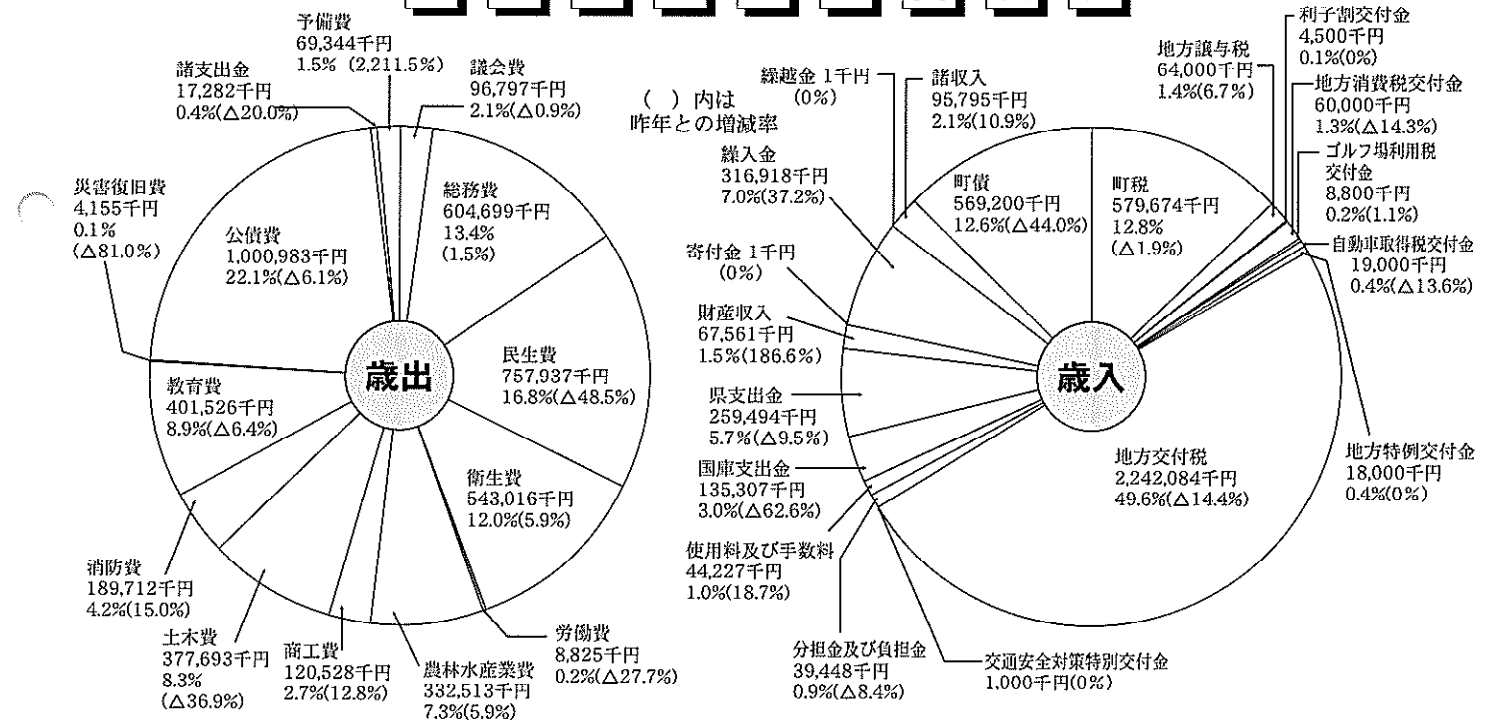 予備費
69,344千円
1.5% (2,211.5%)
諸支出金
17,282千円
0.4%(△20.0%)
議会費
96,797千円
2.1%(△0.9%)
総務費
604,699千円
13.4%
(1.5%)
災害復旧費
4,155千円
0.1%
(△81.0%)
公債費
1,000,983千円
22.1%(△6.1%)
歳出
民生費
757,937千円
16.8%(△48.5%)
教育費
401,526千円
8.9%(△6.4%)
衛生費
543,016千円
12.0%(5.9%)
消防費
189,712千円
4.2%(15.0%)
土木費
377,693千円
8.3%
(△36.9%)
商工費
120,528千円
2.7%(12.8%)
農林水産業費
332,513千円
7.3%(5.9%)
労働費
8,825千円
0.2%(△27.7%)
( )内は
昨年との増減率
繰越金 1千円
(0%)
諸収入
95,795千円
2.1%(10.9%)
繰入金
316,918千円
7.0%(37.2%)
町債
569,200千円
12.6%(△44.0%)
町税
579,674千円
12.8%
(△1.9%)
地方譲与税
64,000千円
1.4%(6.7%)
利子割交付金
4,500千円
0.1%(0%)
地方消費税交付金
60,000千円
1.3%(△14.3%)
ゴルフ場利用税
交付金
8,800千円
0.2%(1.1%)
自動車取得税交付金
19,000千円
0.4%(△13.6%)
寄付金 1千円
(0%)
財産収入
67,561千円
1.5%(186.6%)
歳入
県支出金
259,494千円
5.7%(△9.5%)
国庫支出金
135,307千円
3.0%(△62.6%)
地方交付税
2,242,084千円
49.6%(△14.4%)
地方特例交付金
18,000千円
0.4%(0%)
使用料及び手数料
44,227千円
1.0%(18.7%)
分担金及び負担金
39,448千円
0.9%(△8.4%)
交通安全対策特別交付金
1,000千円(0%)